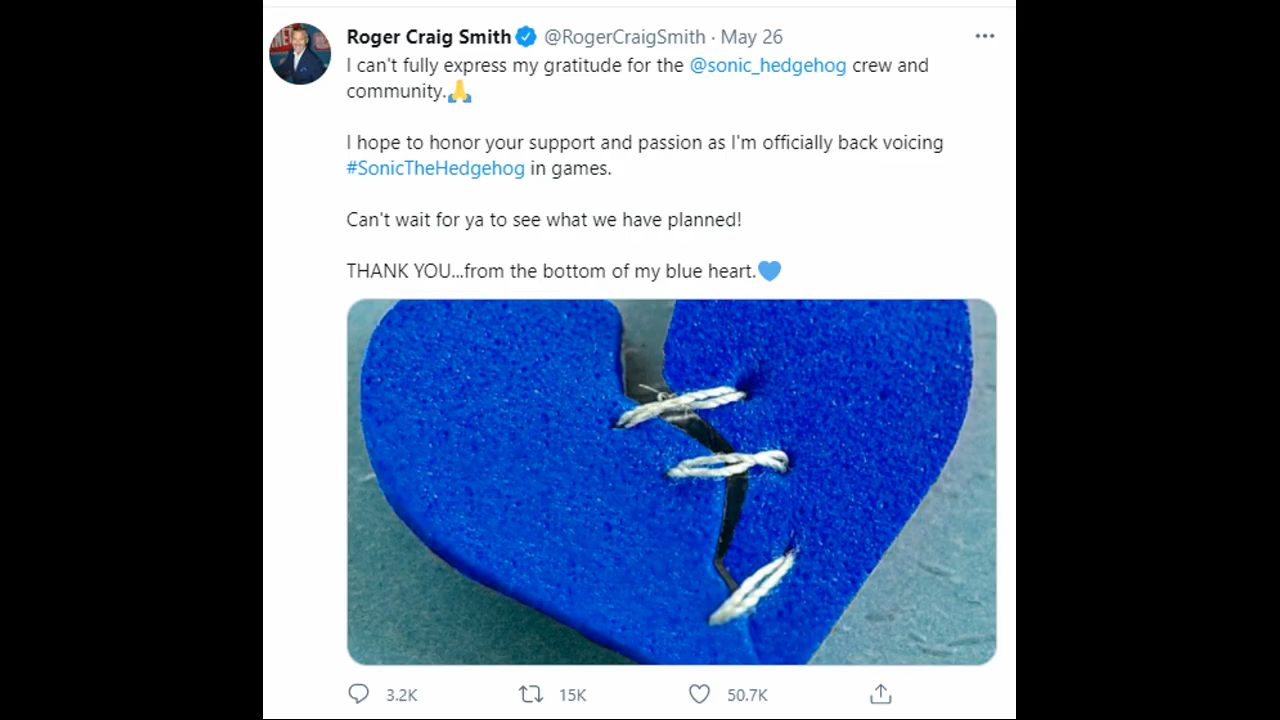 Roger Craig Smith @RogerCraigSmith · May 26
I can't fully express my gratitude for the @sonic_hedgehog crew and
community.🙏
I hope to honor your support and passion as I'm officially back voicing
#SonicTheHedgehog in games.
Can't wait for ya to see what we have planned!
THANK YOU...from the bottom of my blue heart.💙
3.2K 15K 50.7K